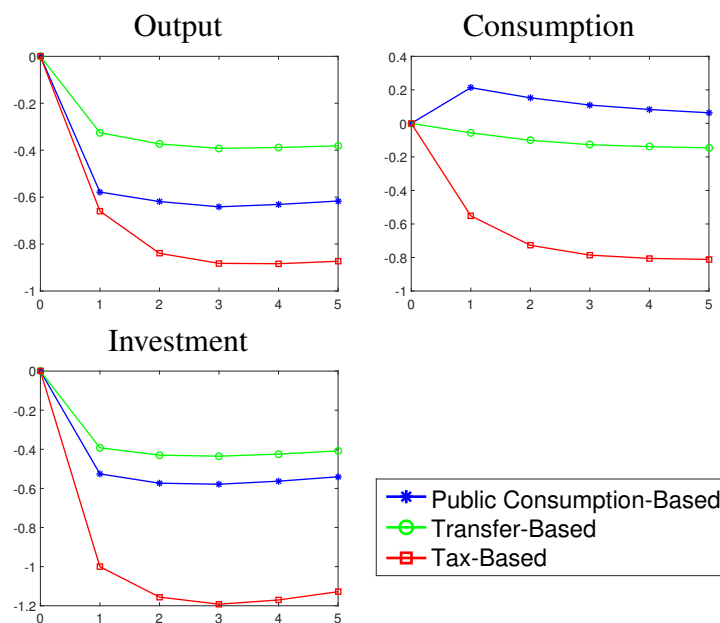 Output
0
-0.2
-0.4
-0.6
-0.8
-1
0 1 2 3 4 5
Consumption
0.4
0.2
0
-0.2
-0.4
-0.6
-0.8
-1
0 1 2 3 4 5
Investment
0
-0.2
-0.4
-0.6
-0.8
-1
-1.2
0 1 2 3 4 5
Public Consumption-Based
Transfer-Based
Tax-Based